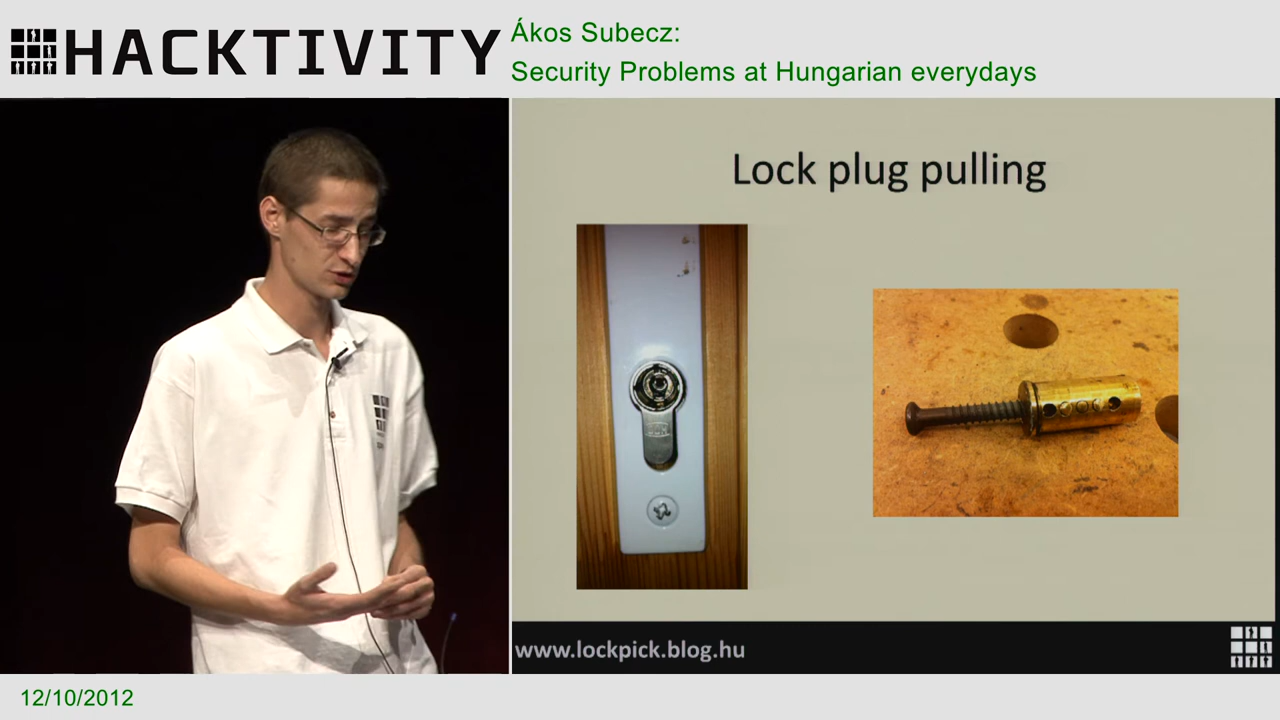 HACKTIVITY
Ákos Subecz:
Security Problems at Hungarian everydays
Lock plug pulling
www.lockpick.blog.hu
12/10/2012